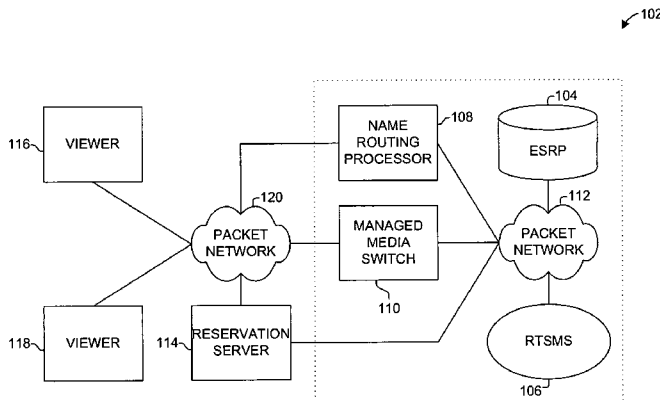 102
116
VIEWER
NAME
ROUTING
PROCESSOR
108
104
ESRP
120
PACKET
NETWORK
MANAGED
MEDIA
SWITCH
110
112
PACKET
NETWORK
118
VIEWER
114
RESERVATION
SERVER
RTSMS
106